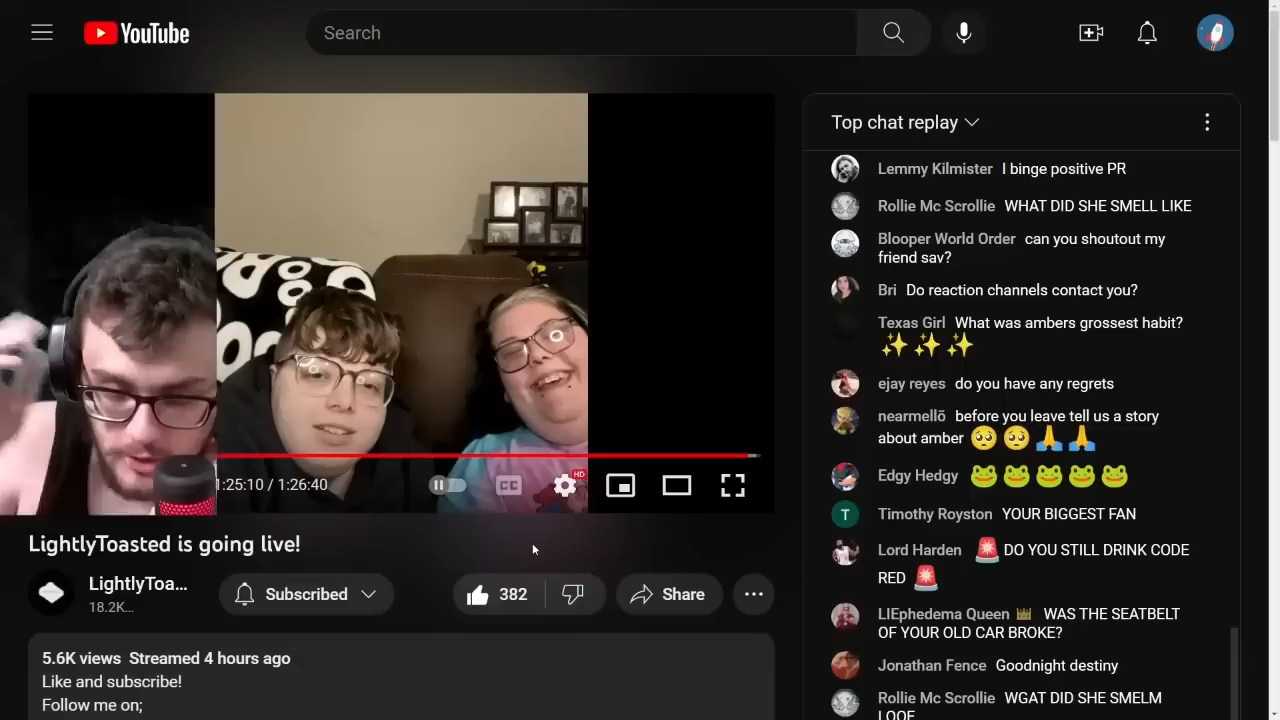 YouTube
Search
Top chat replay
Lemmy Kilmister I binge positive PR
Rollie Mc Scrollie WHAT DID SHE SMELL LIKE
Blooper World Order can you shoutout my
friend sav?
Bri Do reaction channels contact you?
Texas Girl What was ambers grossest habit?
✨✨✨
ejay reyes do you have any regrets
nearmellõ before you leave tell us a story
about amber 🥺🥺🙏🙏
Edgy Hedgy 🐸🐸🐸🐸🐸
T
Timothy Royston YOUR BIGGEST FAN
Lord Harden 🚨DO YOU STILL DRINK CODE
RED 🚨
LIEphedema Queen 👑 WAS THE SEATBELT
OF YOUR OLD CAR BROKE?
Jonathan Fence Goodnight destiny
Rollie Mc Scrollie WGAT DID SHE SMELM
LOOE
1:25:10 / 1:26:40
CC
HD
LightlyToasted is going live!
LightlyToa...
18.2K...
Subscribed
382
Share
5.6K views Streamed 4 hours ago
Like and subscribe!
Follow me on;